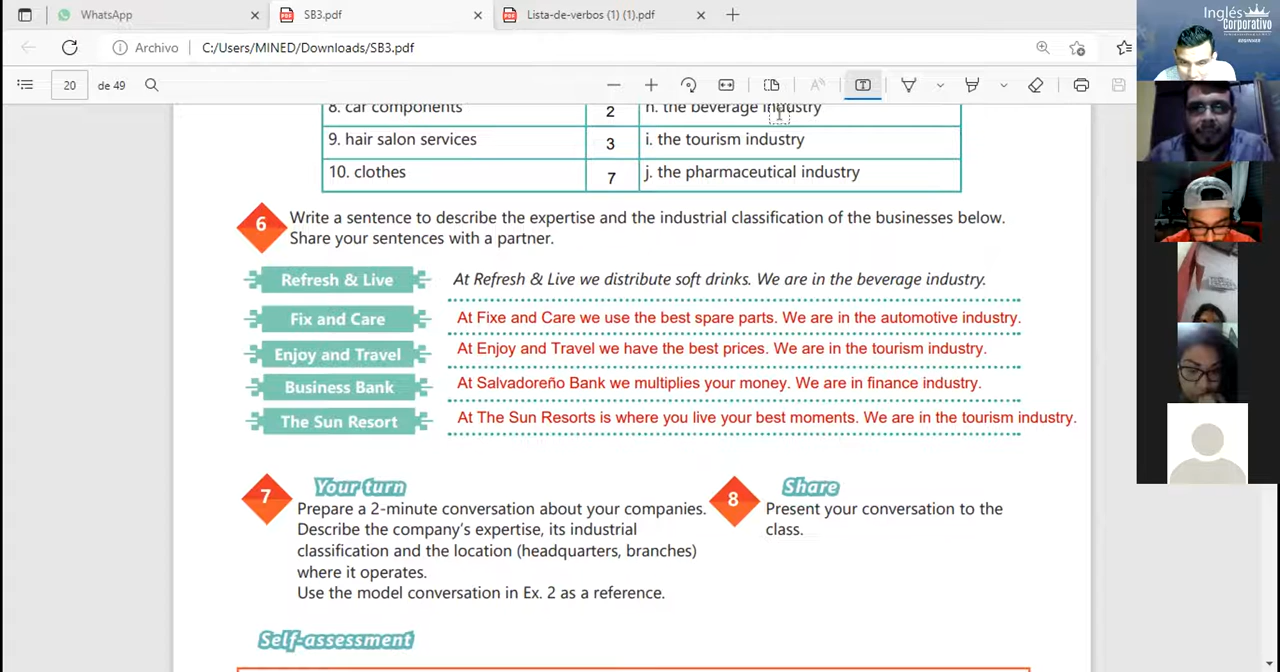 WhatsApp
SB3.pdf
Lista-de-verbos (1) (1).pdf
Archivo
C:/Users/MINED/Downloads/SB3.pdf
20
de 49
Inglés
Corporativo
BEGINNER
8. car components 2 h. the beverage industry
9. hair salon services 3 i. the tourism industry
10. clothes 7 j. the pharmaceutical industry
6 Write a sentence to describe the expertise and the industrial classification of the businesses below.
Share your sentences with a partner.
Refresh & Live At Refresh & Live we distribute soft drinks. We are in the beverage industry.
Fix and Care At Fixe and Care we use the best spare parts. We are in the automotive industry.
Enjoy and Travel At Enjoy and Travel we have the best prices. We are in the tourism industry.
Business Bank At Salvadoreño Bank we multiplies your money. We are in finance industry.
The Sun Resort At The Sun Resorts is where you live your best moments. We are in the tourism industry.
7 Your turn
Prepare a 2-minute conversation about your companies.
Describe the company's expertise, its industrial
classification and the location (headquarters, branches)
where it operates.
Use the model conversation in Ex. 2 as a reference.
8 Share
Present your conversation to the
class.
Self-assessment